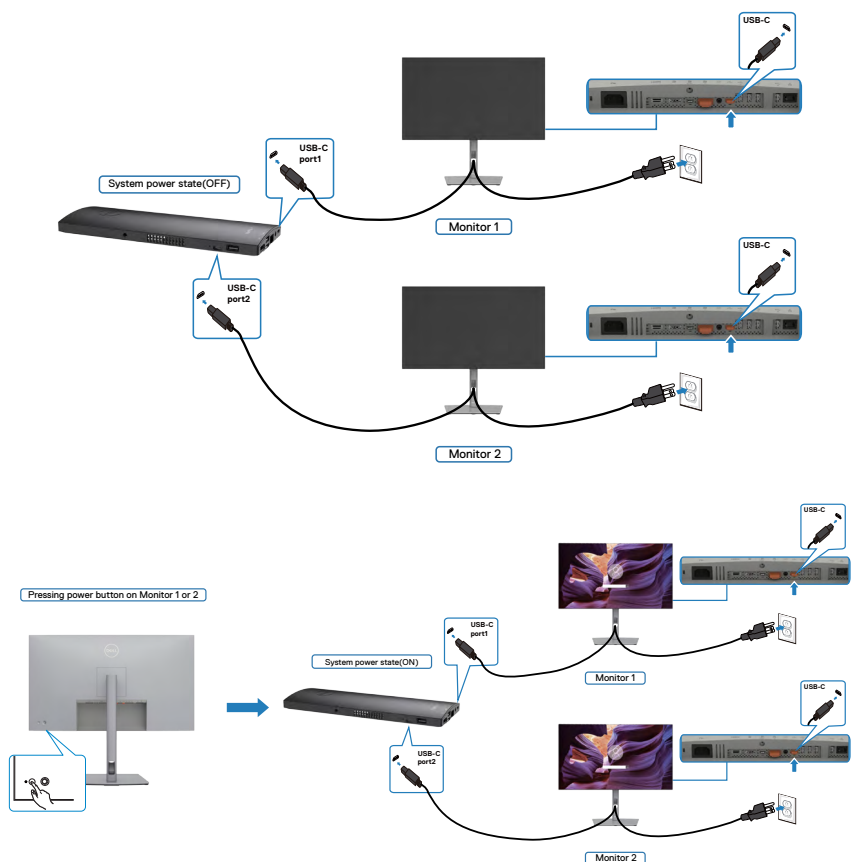 USB-C
USB-C
port1
System power state(OFF)
Monitor 1
USB-C
USB-C
port2
Monitor 2
USB-C
Pressing power button on Monitor 1 or 2
USB-C
port1
System power state(ON)
Monitor 1
USB-C
USB-C
port2
Monitor 2